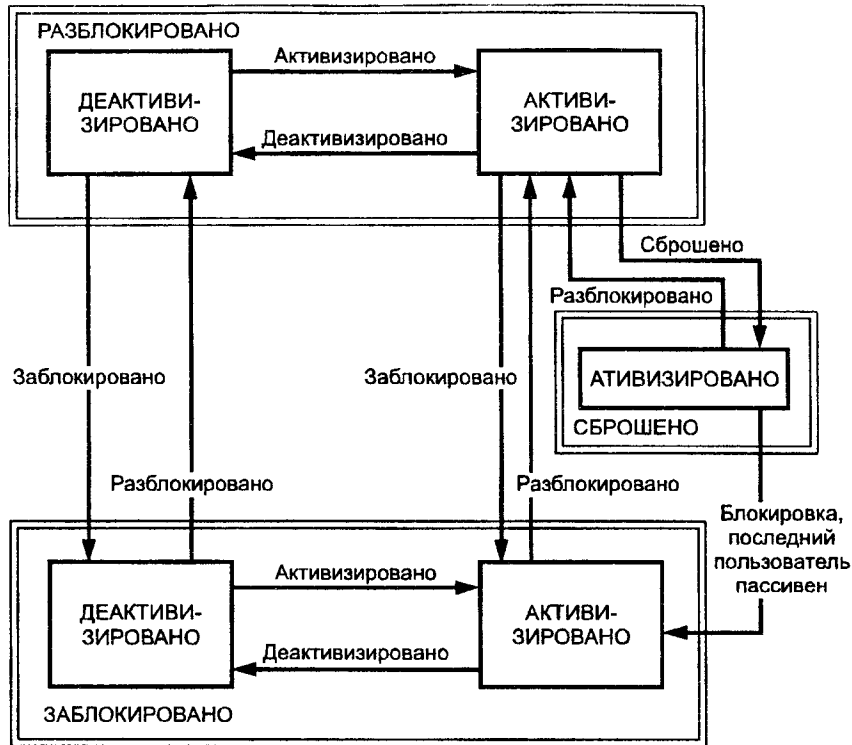 РАЗБЛОКИРОВАНО
Активизировано
ДЕАКТИВИ-
ЗИРОВАНО
АКТИВИ-
ЗИРОВАНО
Деактивизировано
Сброшено
Разблокировано
Заблокировано
Заблокировано
АТИВИЗИРОВАНО
СБРОШЕНО
Разблокировано
Разблокировано
Блокировка,
последний
пользователь
пассивен
Активизировано
ДЕАКТИВИ-
ЗИРОВАНО
АКТИВИ-
ЗИРОВАНО
Деактивизировано
ЗАБЛОКИРОВАНО